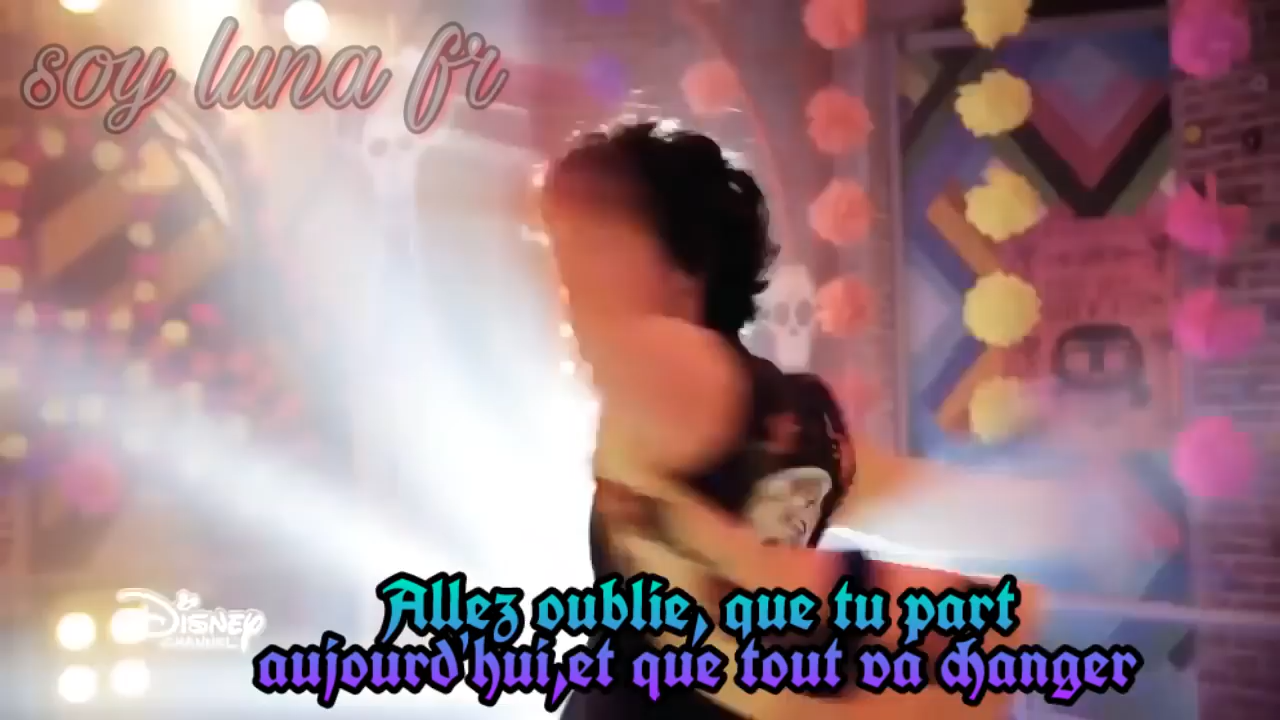 soy luna fr
DISNEY
CHANNEL
Allez oublie, que tu part
aujourd'hui,et que tout va changer